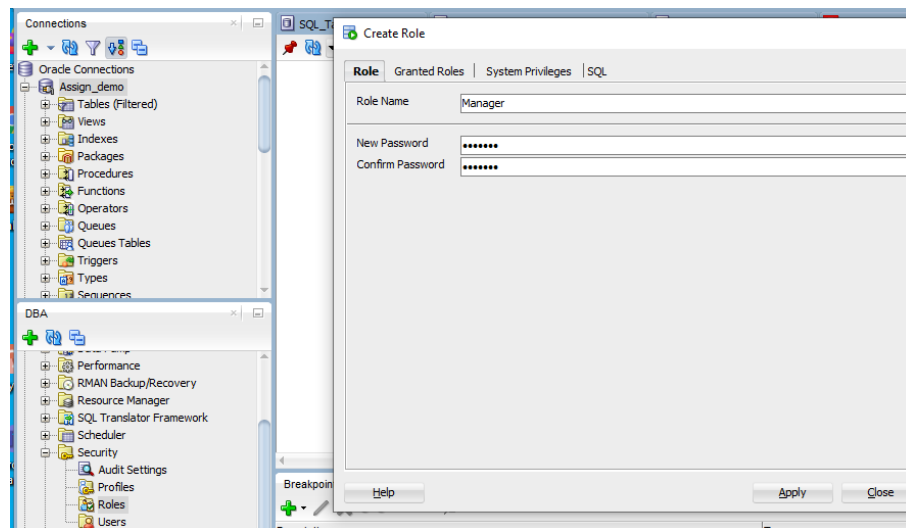 Connections
Oracle Connections
Assign_demo
Tables (Filtered)
Views
Indexes
Packages
Procedures
Functions
Operators
Queues
Queues Tables
Triggers
Types
Sequences
DBA
Performance
RMAN Backup/Recovery
Resource Manager
SQL Translator Framework
Scheduler
Security
Audit Settings
Profiles
Roles
Users
Create Role
Role Granted Roles System Privileges SQL
Role Name Manager
New Password •••••••
Confirm Password •••••••
Help Apply Close